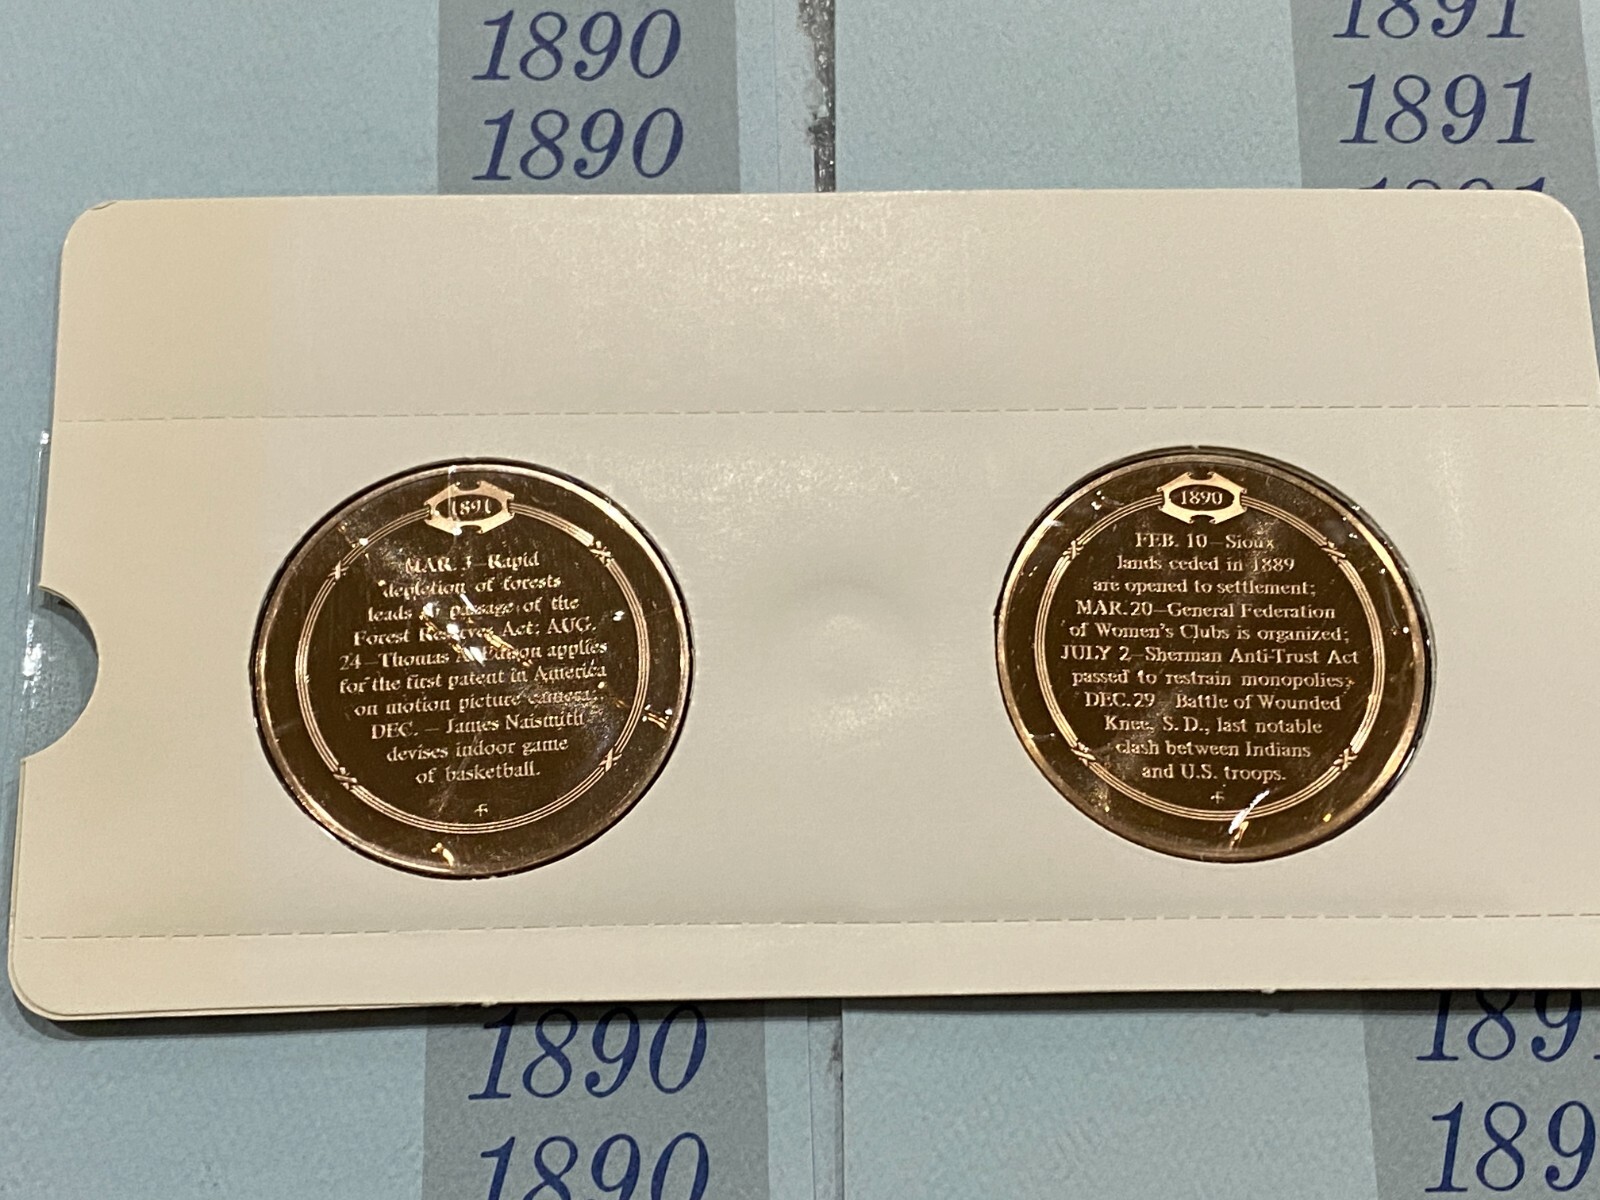 1890
1891
1890
1891
1891
MAR. 3—Rapid
depletion of forests
leads to passage of the
Forest Reserves Act; AUG.
24—Thomas A. Edison applies
for the first patent in America
on motion picture camera;
DEC. — James Naismith
devises indoor game
of basketball.
1890
FEB. 10—Sioux
lands ceded in 1889
are opened to settlement;
MAR. 20—General Federation
of Women's Clubs is organized;
JULY 2—Sherman Anti-Trust Act
passed to restrain monopolies;
DEC. 29—Battle of Wounded
Knee, S. D., last notable
clash between Indians
and U.S. troops.
1890
189
1890
189